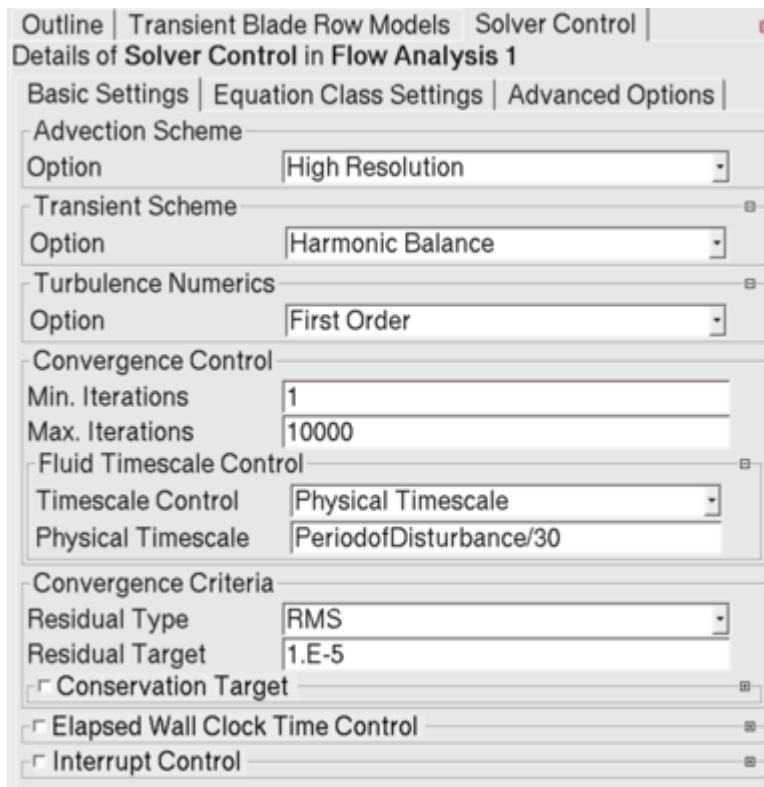 Outline Transient Blade Row Models Solver Control
Details of Solver Control in Flow Analysis 1
Basic Settings Equation Class Settings Advanced Options
Advection Scheme
Option High Resolution
Transient Scheme
Option Harmonic Balance
Turbulence Numerics
Option First Order
Convergence Control
Min. Iterations 1
Max. Iterations 10000
Fluid Timescale Control
Timescale Control Physical Timescale
Physical Timescale PeriodofDisturbance/30
Convergence Criteria
Residual Type RMS
Residual Target 1.E-5
Conservation Target
Elapsed Wall Clock Time Control
Interrupt Control